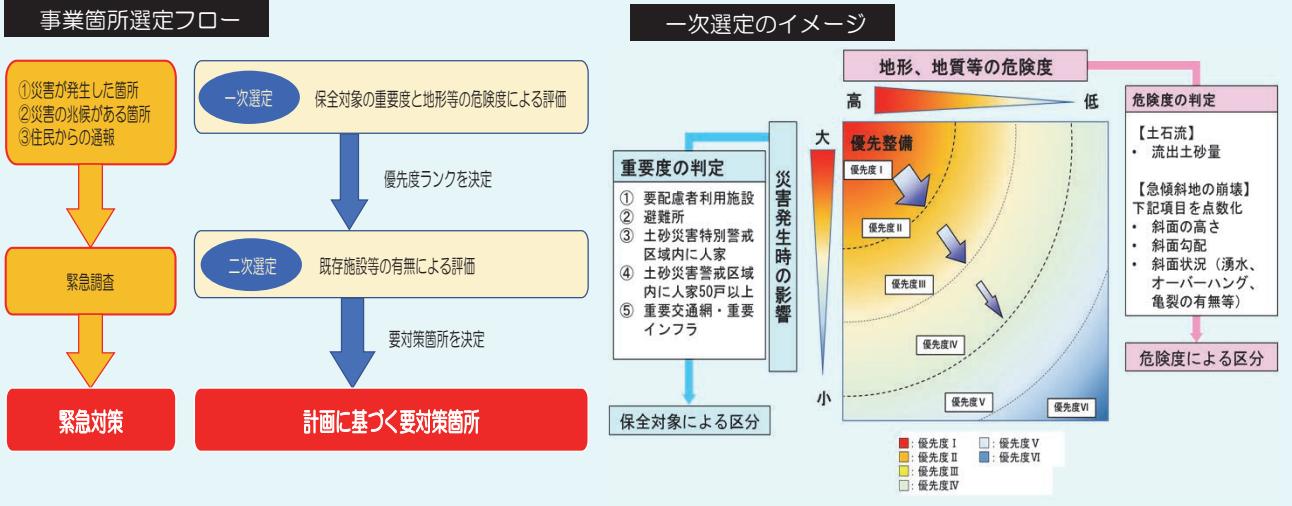 事業箇所選定フロー
①災害が発生した箇所
②災害の兆候がある箇所
③住民からの通報
緊急調査
緊急対策
一次選定
保全対象の重要度と地形等の危険度による評価
優先度ランクを決定
二次選定
既存施設等の有無による評価
要対策箇所を決定
計画に基づく要対策箇所
一次選定のイメージ
地形、地質等の危険度
高
低
重要度の判定
① 要配慮者利用施設
② 避難所
③ 土砂災害特別警戒
区域内に人家
④ 土砂災害警戒区域
内に人家50戸以上
⑤ 重要交通網・重要
インフラ
保全対象による区分
災害発生時の影響
大
小
優先整備
優先度Ⅰ
優先度Ⅱ
優先度Ⅲ
優先度Ⅳ
優先度Ⅴ
優先度Ⅵ
危険度の判定
【土石流】
・ 流出土砂量
【急傾斜地の崩壊】
下記項目を点数化
・ 斜面の高さ
・ 斜面勾配
・ 斜面状況（湧水、
オーバーハング、
亀裂の有無等）
危険度による区分
：優先度Ⅰ
：優先度Ⅱ
：優先度Ⅲ
：優先度Ⅳ
：優先度Ⅴ
：優先度Ⅵ